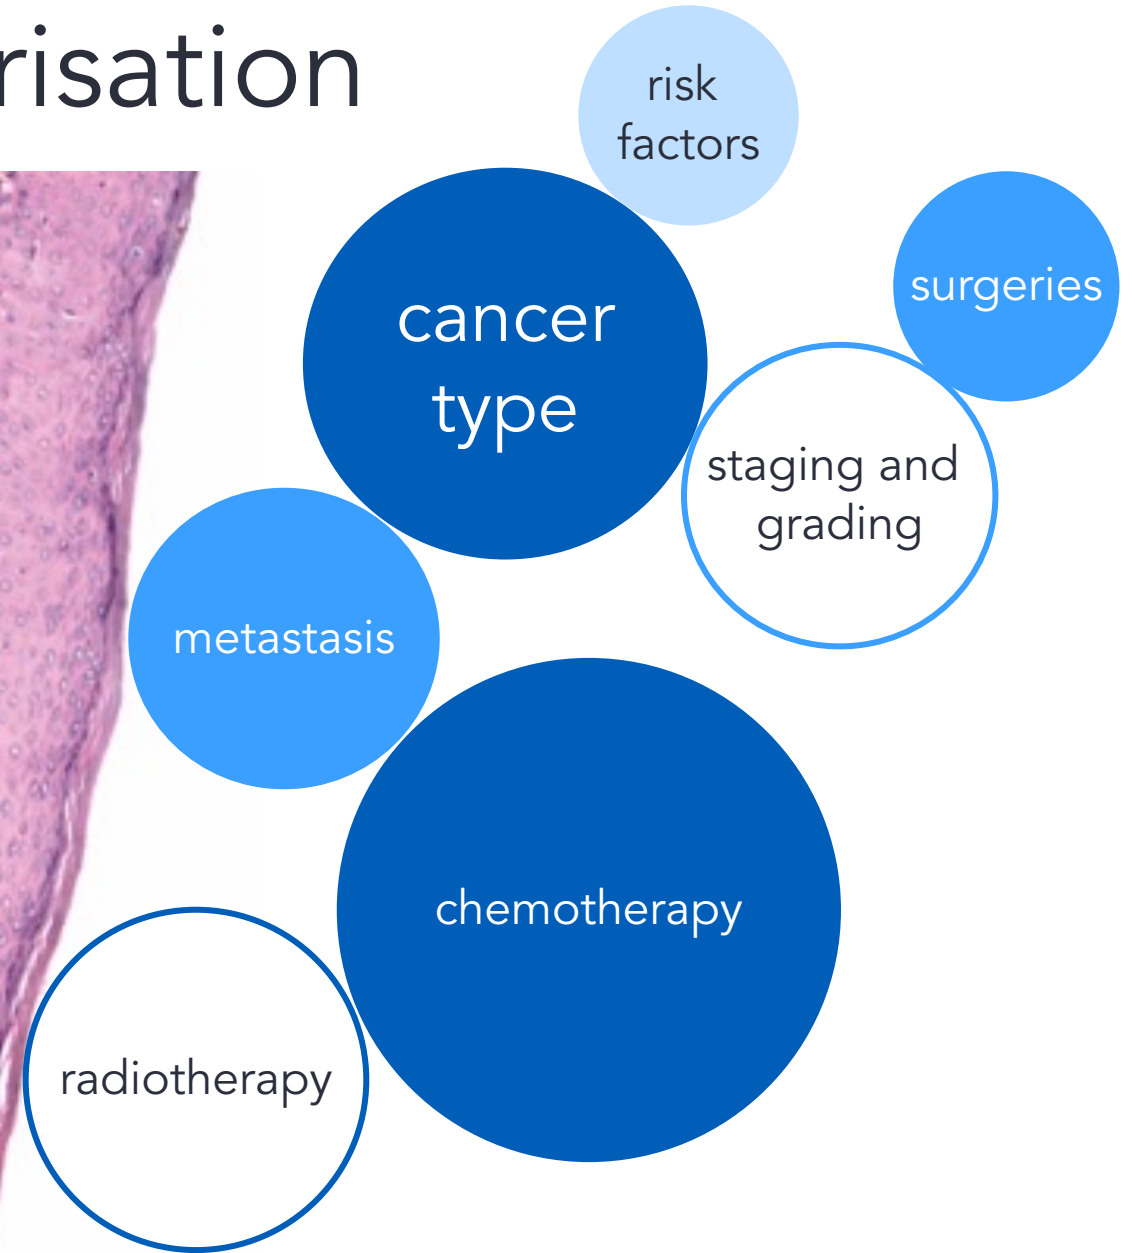 risation
risk
factors
surgeries
cancer
type
staging and
grading
metastasis
chemotherapy
radiotherapy